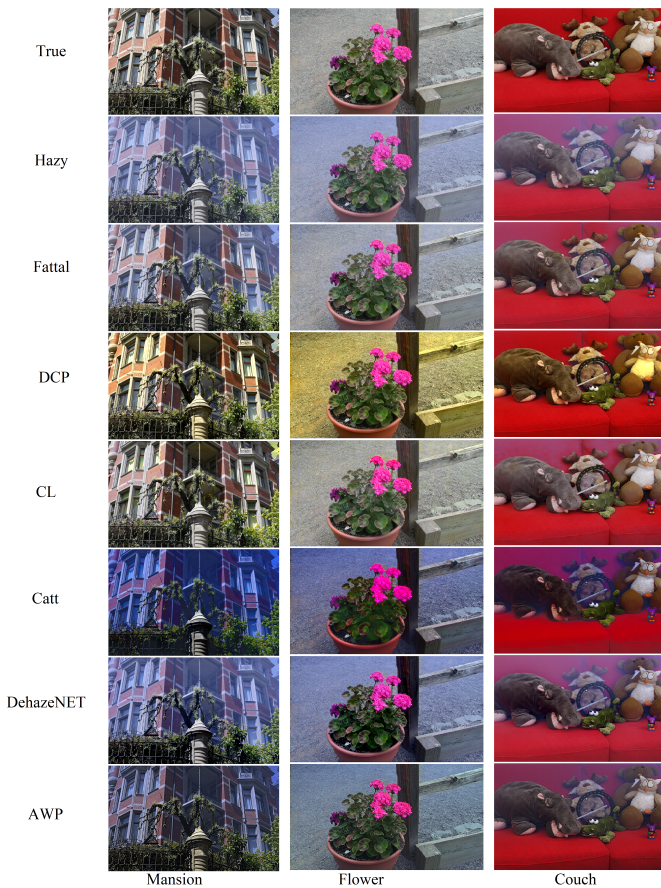 True
Hazy
Fattal
DCP
CL
Catt
DehazeNET
AWP
Mansion Flower Couch